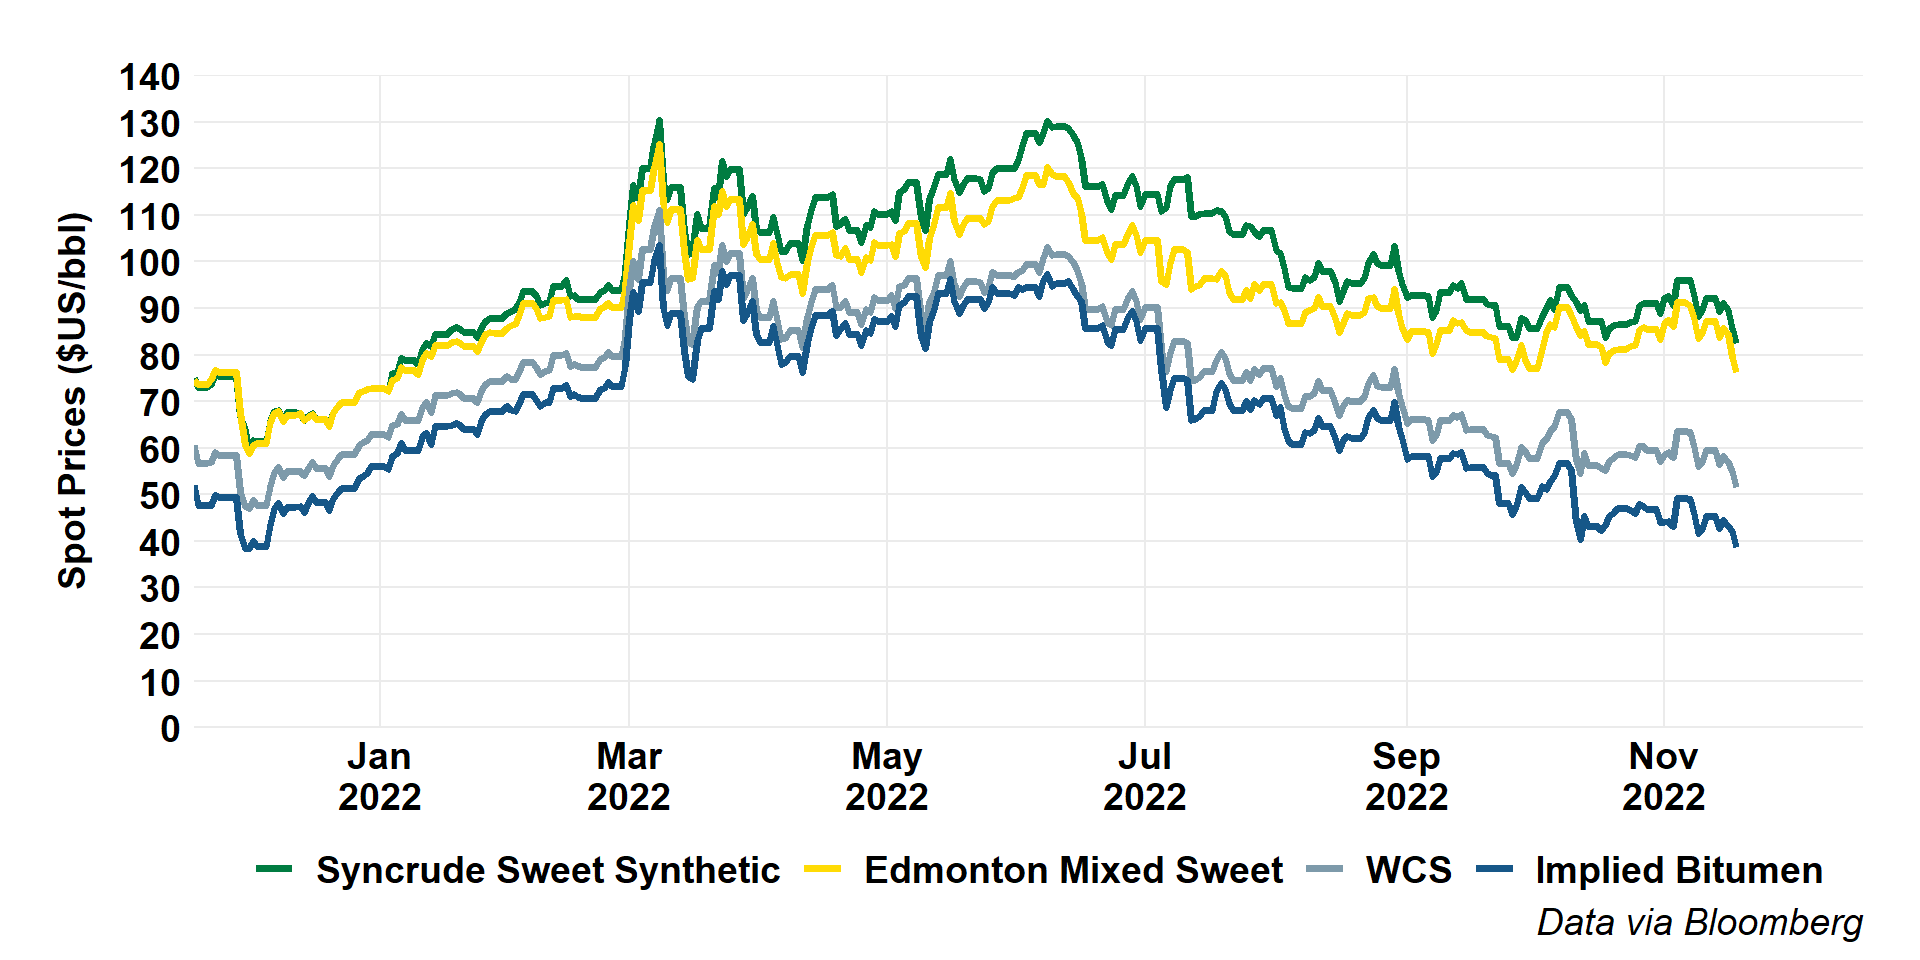 Spot Prices ($US/bbl)
140
130
120
110
100
90
80
70
60
50
40
30
20
10
0
Jan
2022
Mar
2022
May
2022
Jul
2022
Sep
2022
Nov
2022
Syncrude Sweet Synthetic
Edmonton Mixed Sweet
WCS
Implied Bitumen
Data via Bloomberg